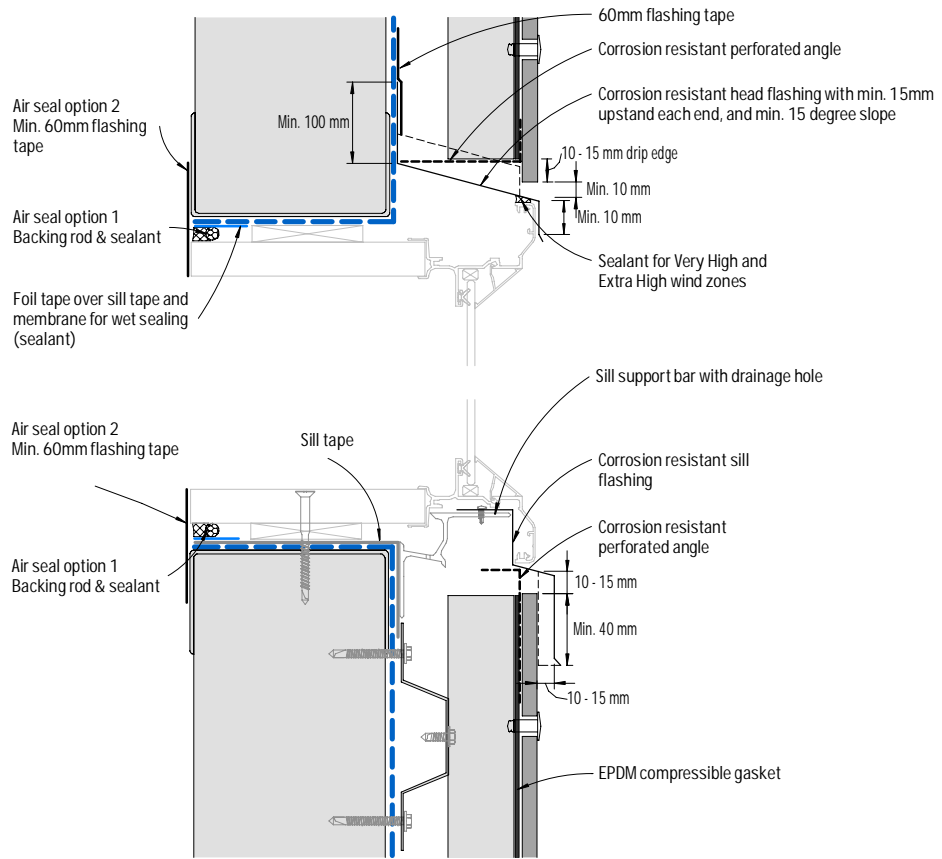 60mm flashing tape
Corrosion resistant perforated angle
Corrosion resistant head flashing with min. 15mm
upstand each end, and min. 15 degree slope
Air seal option 2
Min. 60mm flashing
tape
Min. 100 mm
10 - 15 mm drip edge
Min. 10 mm
Min. 10 mm
Air seal option 1
Backing rod & sealant
Sealant for Very High and
Extra High wind zones
Foil tape over sill tape and
membrane for wet sealing
(sealant)
Sill support bar with drainage hole
Air seal option 2
Min. 60mm flashing tape
Sill tape
Corrosion resistant sill
flashing
Corrosion resistant
perforated angle
Air seal option 1
Backing rod & sealant
10 - 15 mm
Min. 40 mm
10 - 15 mm
EPDM compressible gasket